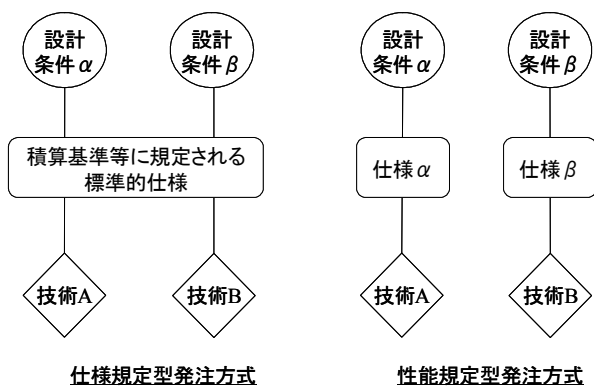 設計
条件α
設計
条件β
積算基準等に規定される
標準的仕様
技術A
技術B
仕様規定型発注方式
設計
条件α
設計
条件β
仕様α
仕様β
技術A
技術B
性能規定型発注方式